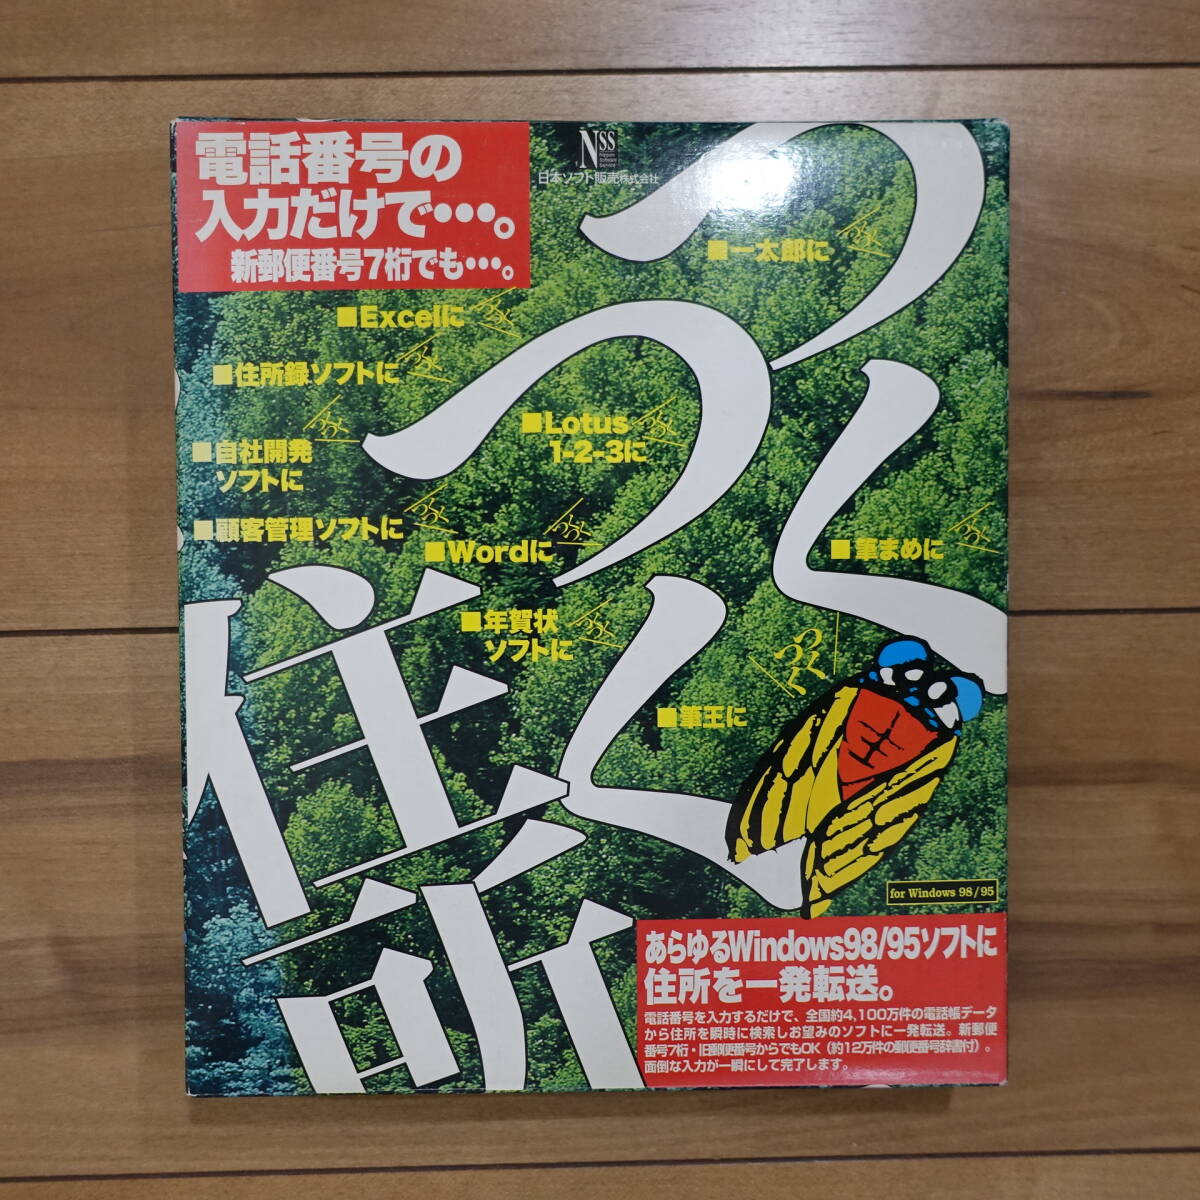 電話番号の
入力だけで・・・。
新郵便番号7桁でも・・・。
NSS
Nippon
Software
Service
日本ソフト販売株式会社
つくつく住所
■一太郎に
■Excelに
■住所録ソフトに
■Lotus
1-2-3に
■自社開発
ソフトに
■顧客管理ソフトに
■Wordに
■筆まめに
■年賀状
ソフトに
■筆王に
つくつく
for Windows 98/95
あらゆるWindows98/95ソフトに
住所を一発転送。
電話番号を入力するだけで、全国約4,100万件の電話帳データ
から住所を瞬時に検索しお望みのソフトに一発転送。新郵便
番号7桁・旧郵便番号からでもOK（約12万件の郵便番号辞書付）。
面倒な入力が一瞬にして完了します。